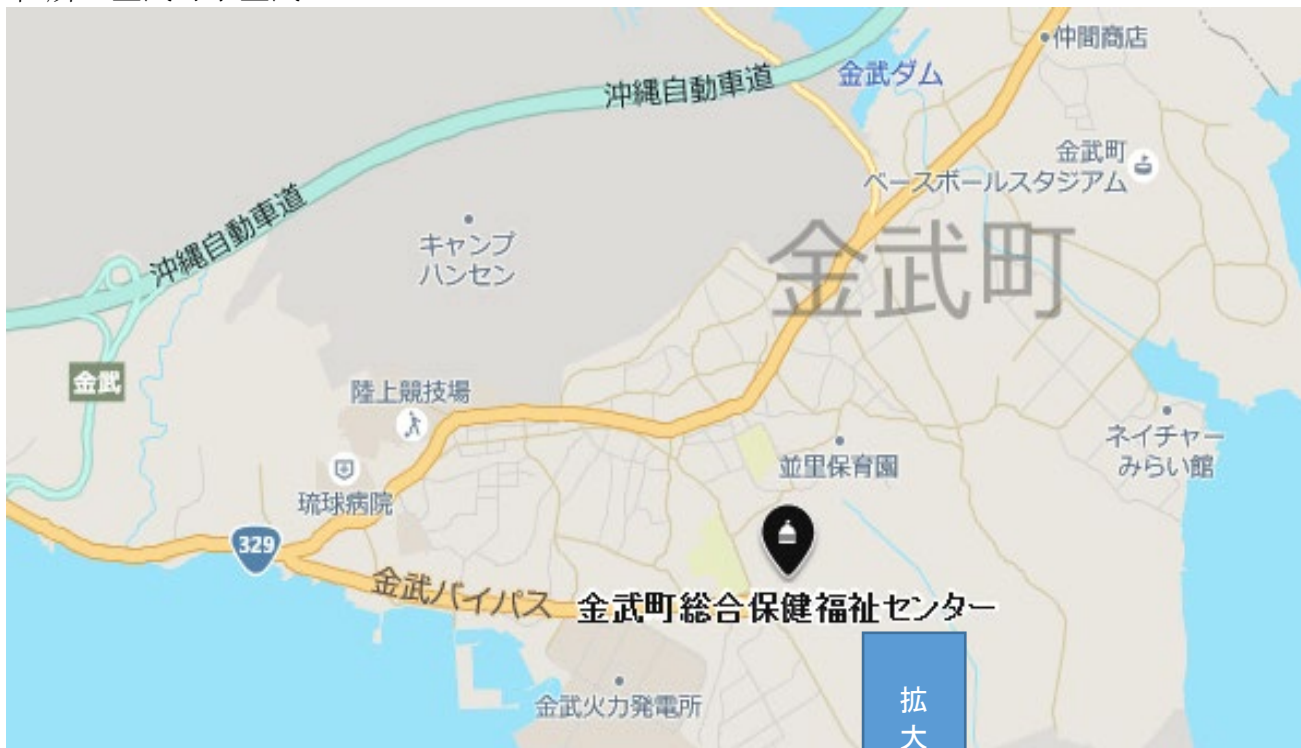 仲間商店
金武ダム
沖縄自動車道
金武町
ベースボールスタジアム
沖縄自動車道
キャンプ
ハンセン
金武町
金武
陸上競技場
ネイチャー
みらい館
並里保育園
琉球病院
329
金武バイパス
金武町総合保健福祉センター
金武火力発電所
拡
大